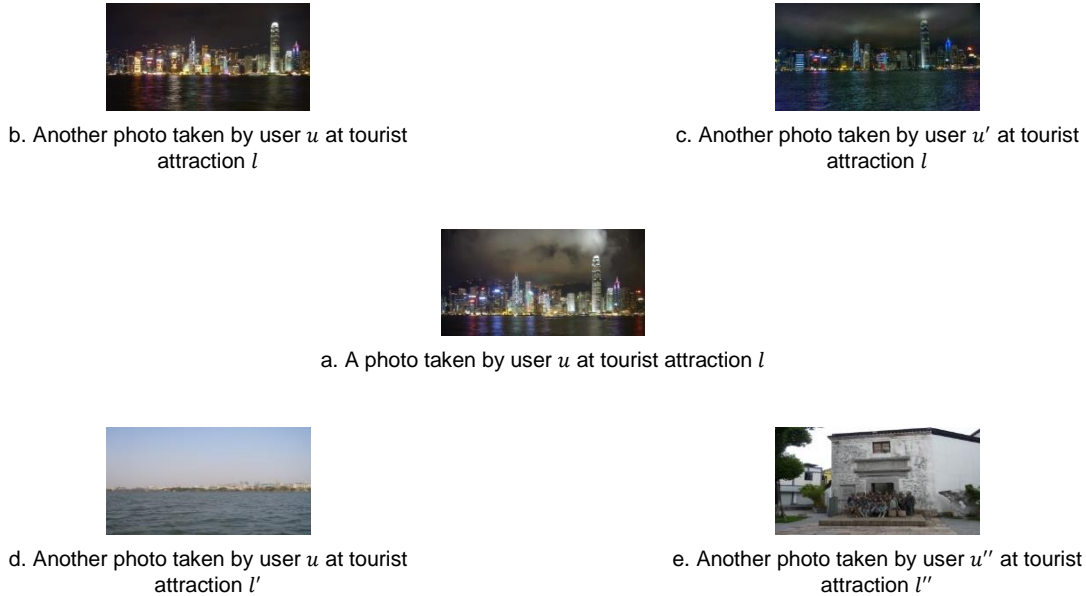 b. Another photo taken by user u at tourist
attraction l
c. Another photo taken by user u′ at tourist
attraction l
a. A photo taken by user u at tourist attraction l
d. Another photo taken by user u at tourist
attraction l′
e. Another photo taken by user u′′ at tourist
attraction l′′